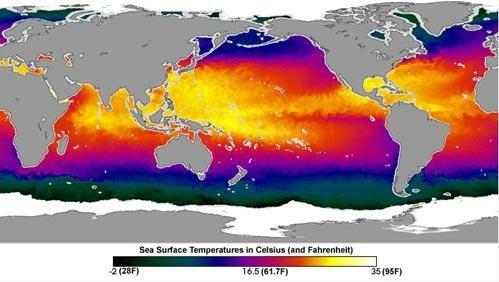 Sea Surface Temperatures in Celsius (and Fahrenheit)
-2 (28F) 16.5 (61.7F) 35 (95F)